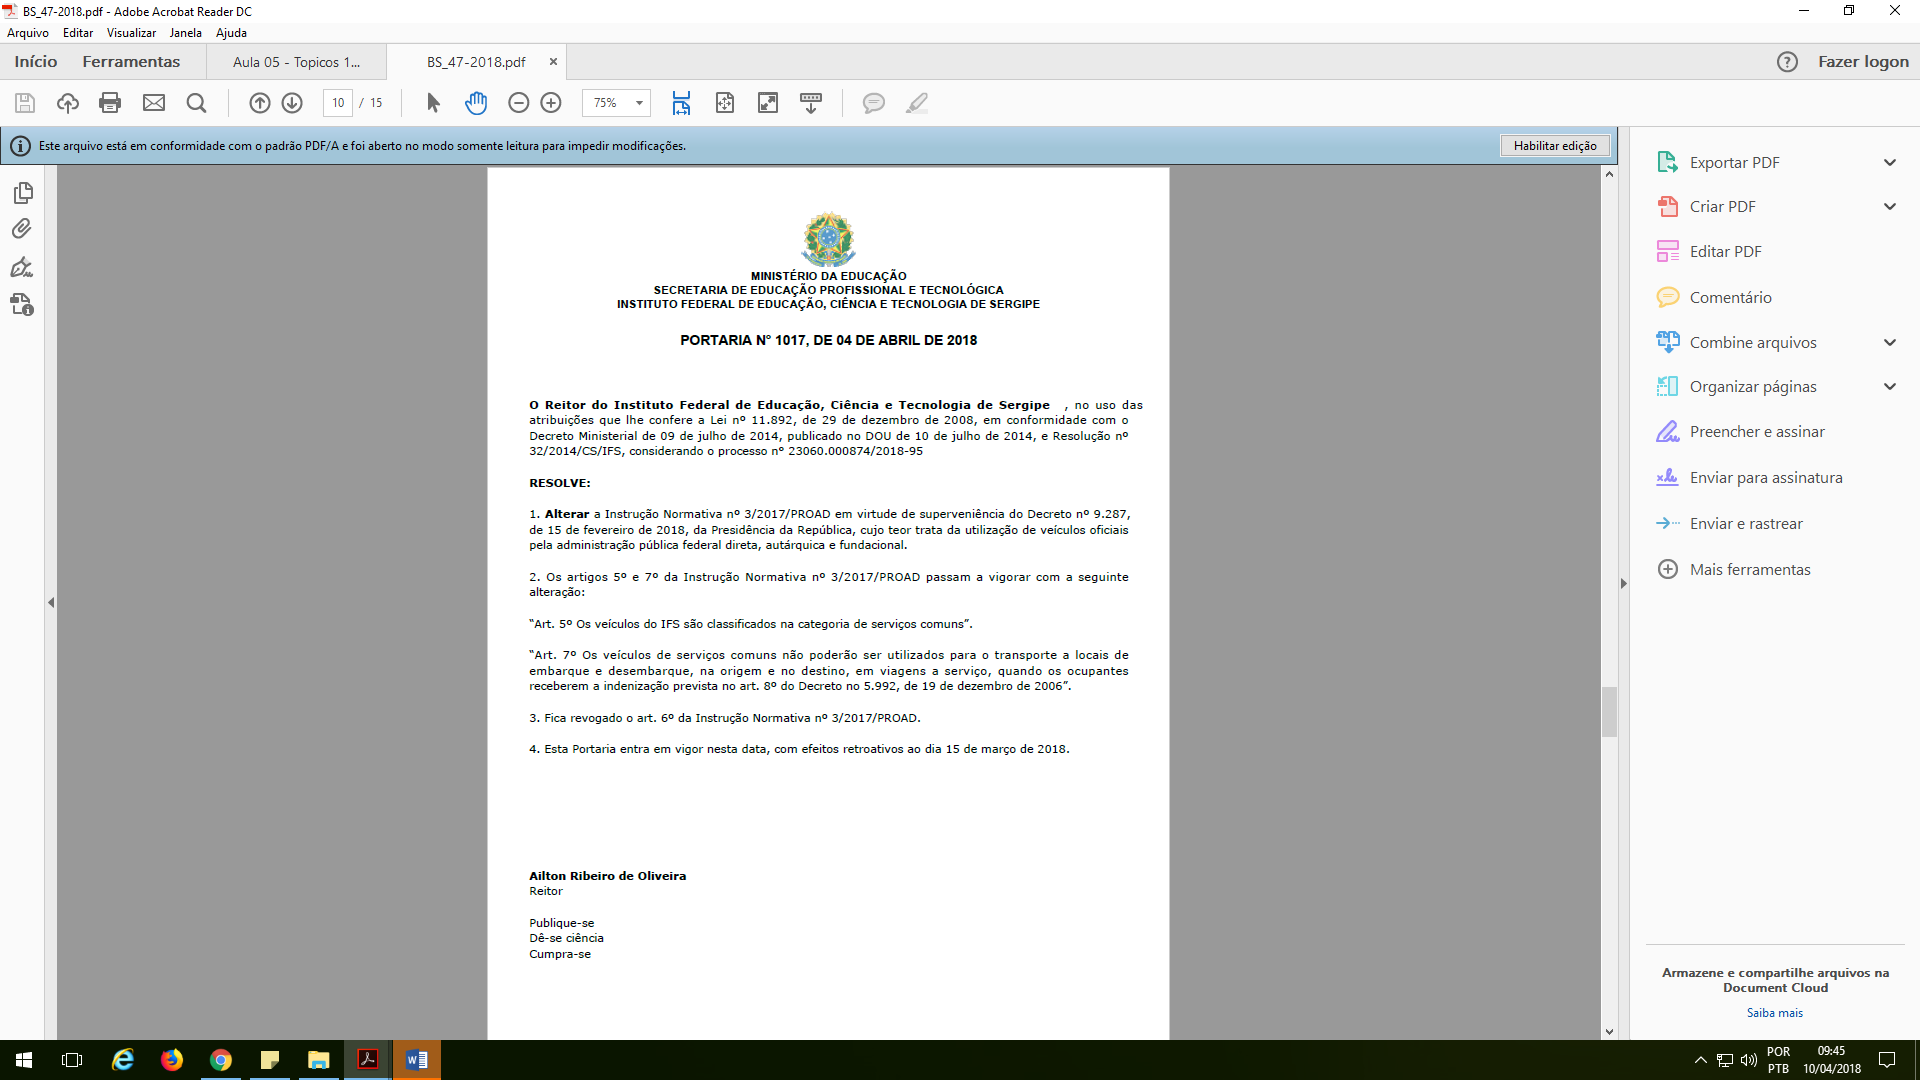 BS_47-2018.pdf - Adobe Acrobat Reader DC
Arquivo Editar Visualizar Janela Ajuda
Início Ferramentas Aula 05 - Topicos 1... BS_47-2018.pdf × ? Fazer logon
10 / 15 75%
Este arquivo está em conformidade com o padrão PDF/A e foi aberto no modo somente leitura para impedir modificações. Habilitar edição
MINISTÉRIO DA EDUCAÇÃO
SECRETARIA DE EDUCAÇÃO PROFISSIONAL E TECNOLÓGICA
INSTITUTO FEDERAL DE EDUCAÇÃO, CIÊNCIA E TECNOLOGIA DE SERGIPE
PORTARIA N° 1017, DE 04 DE ABRIL DE 2018
O Reitor do Instituto Federal de Educação, Ciência e Tecnologia de Sergipe , no uso das
atribuições que lhe confere a Lei nº 11.892, de 29 de dezembro de 2008, em conformidade com o
Decreto Ministerial de 09 de julho de 2014, publicado no DOU de 10 de julho de 2014, e Resolução nº
32/2014/CS/IFS, considerando o processo n° 23060.000874/2018-95
RESOLVE:
1. Alterar a Instrução Normativa nº 3/2017/PROAD em virtude de superveniência do Decreto nº 9.287,
de 15 de fevereiro de 2018, da Presidência da República, cujo teor trata da utilização de veículos oficiais
pela administração pública federal direta, autárquica e fundacional.
2. Os artigos 5º e 7º da Instrução Normativa nº 3/2017/PROAD passam a vigorar com a seguinte
alteração:
“Art. 5º Os veículos do IFS são classificados na categoria de serviços comuns”.
“Art. 7º Os veículos de serviços comuns não poderão ser utilizados para o transporte a locais de
embarque e desembarque, na origem e no destino, em viagens a serviço, quando os ocupantes
receberem a indenização prevista no art. 8º do Decreto no 5.992, de 19 de dezembro de 2006”.
3. Fica revogado o art. 6º da Instrução Normativa nº 3/2017/PROAD.
4. Esta Portaria entra em vigor nesta data, com efeitos retroativos ao dia 15 de março de 2018.
Ailton Ribeiro de Oliveira
Reitor
Publique-se
Dê-se ciência
Cumpra-se
Exportar PDF
Criar PDF
Editar PDF
Comentário
Combine arquivos
Organizar páginas
Preencher e assinar
Enviar para assinatura
Enviar e rastrear
Mais ferramentas
Armazene e compartilhe arquivos na
Document Cloud
Saiba mais
POR 09:45
PTB 10/04/2018